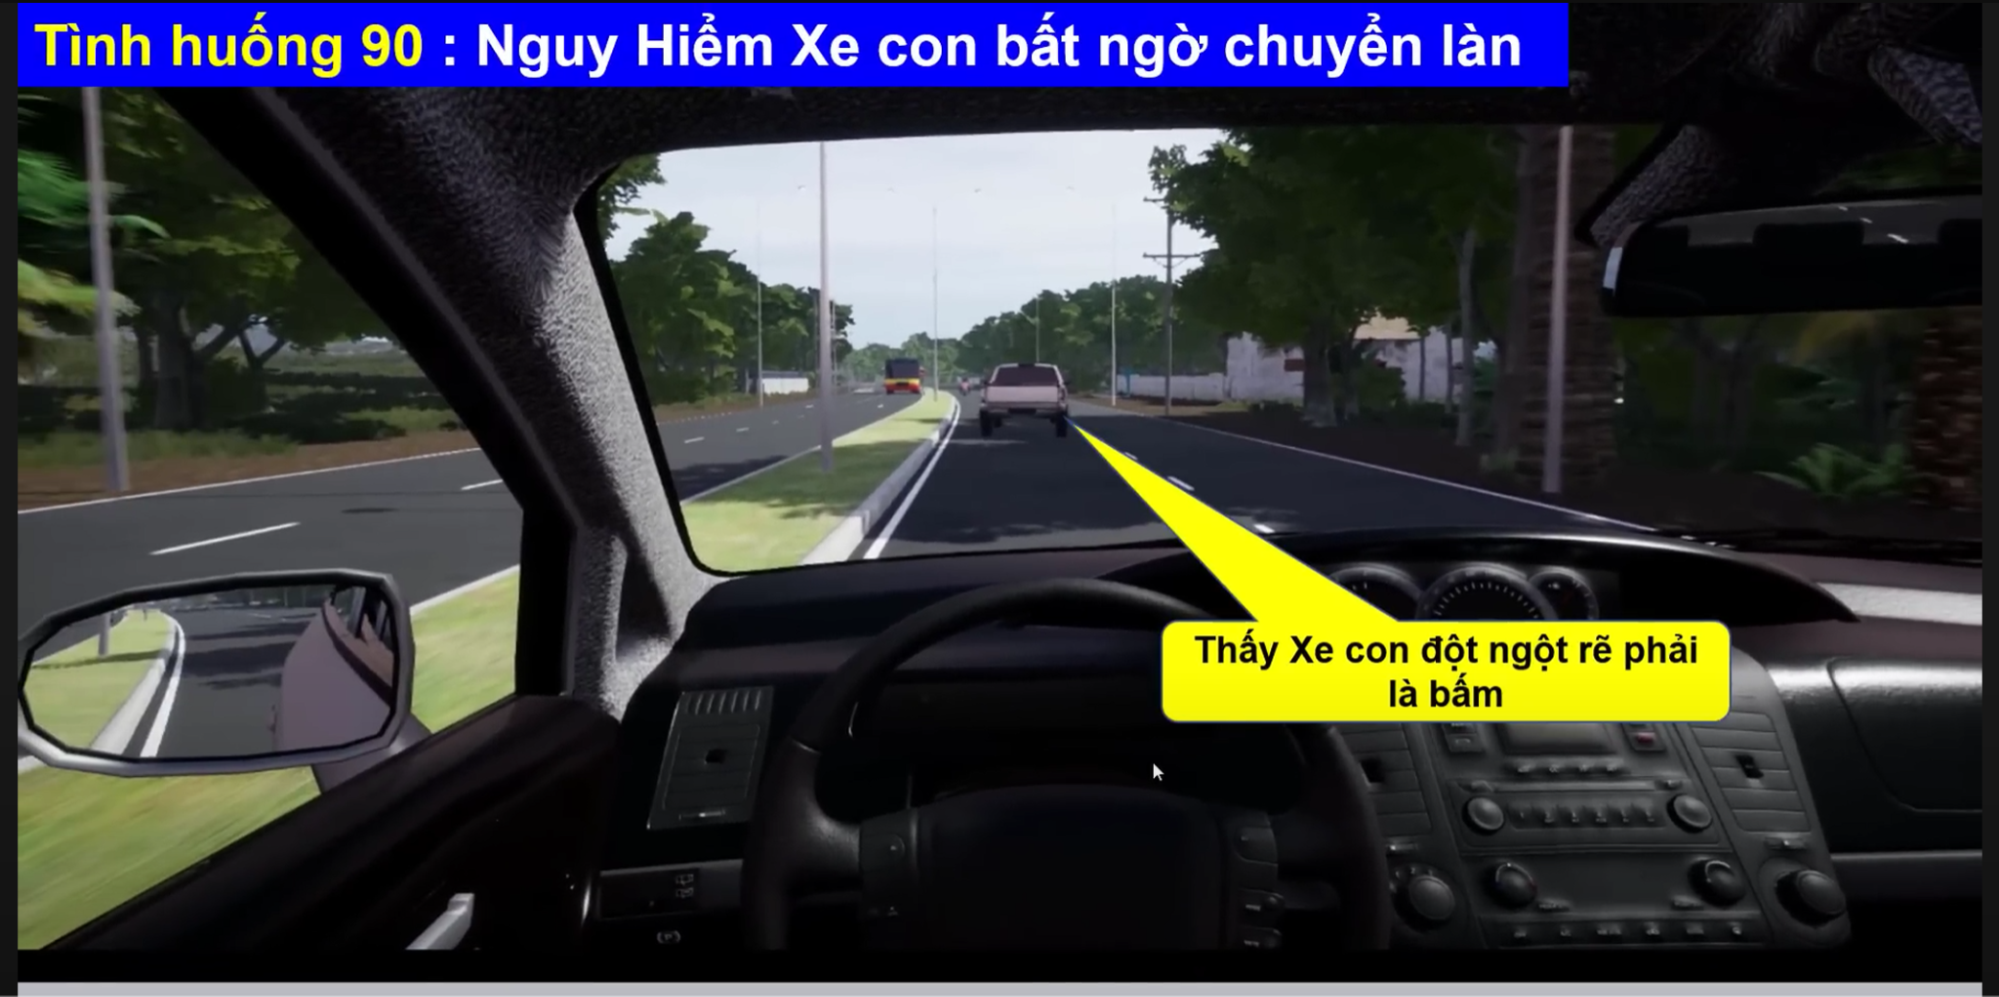 Tình huống 90 : Nguy Hiểm Xe con bất ngờ chuyển làn
Thấy Xe con đột ngột rẽ phải
là bấm